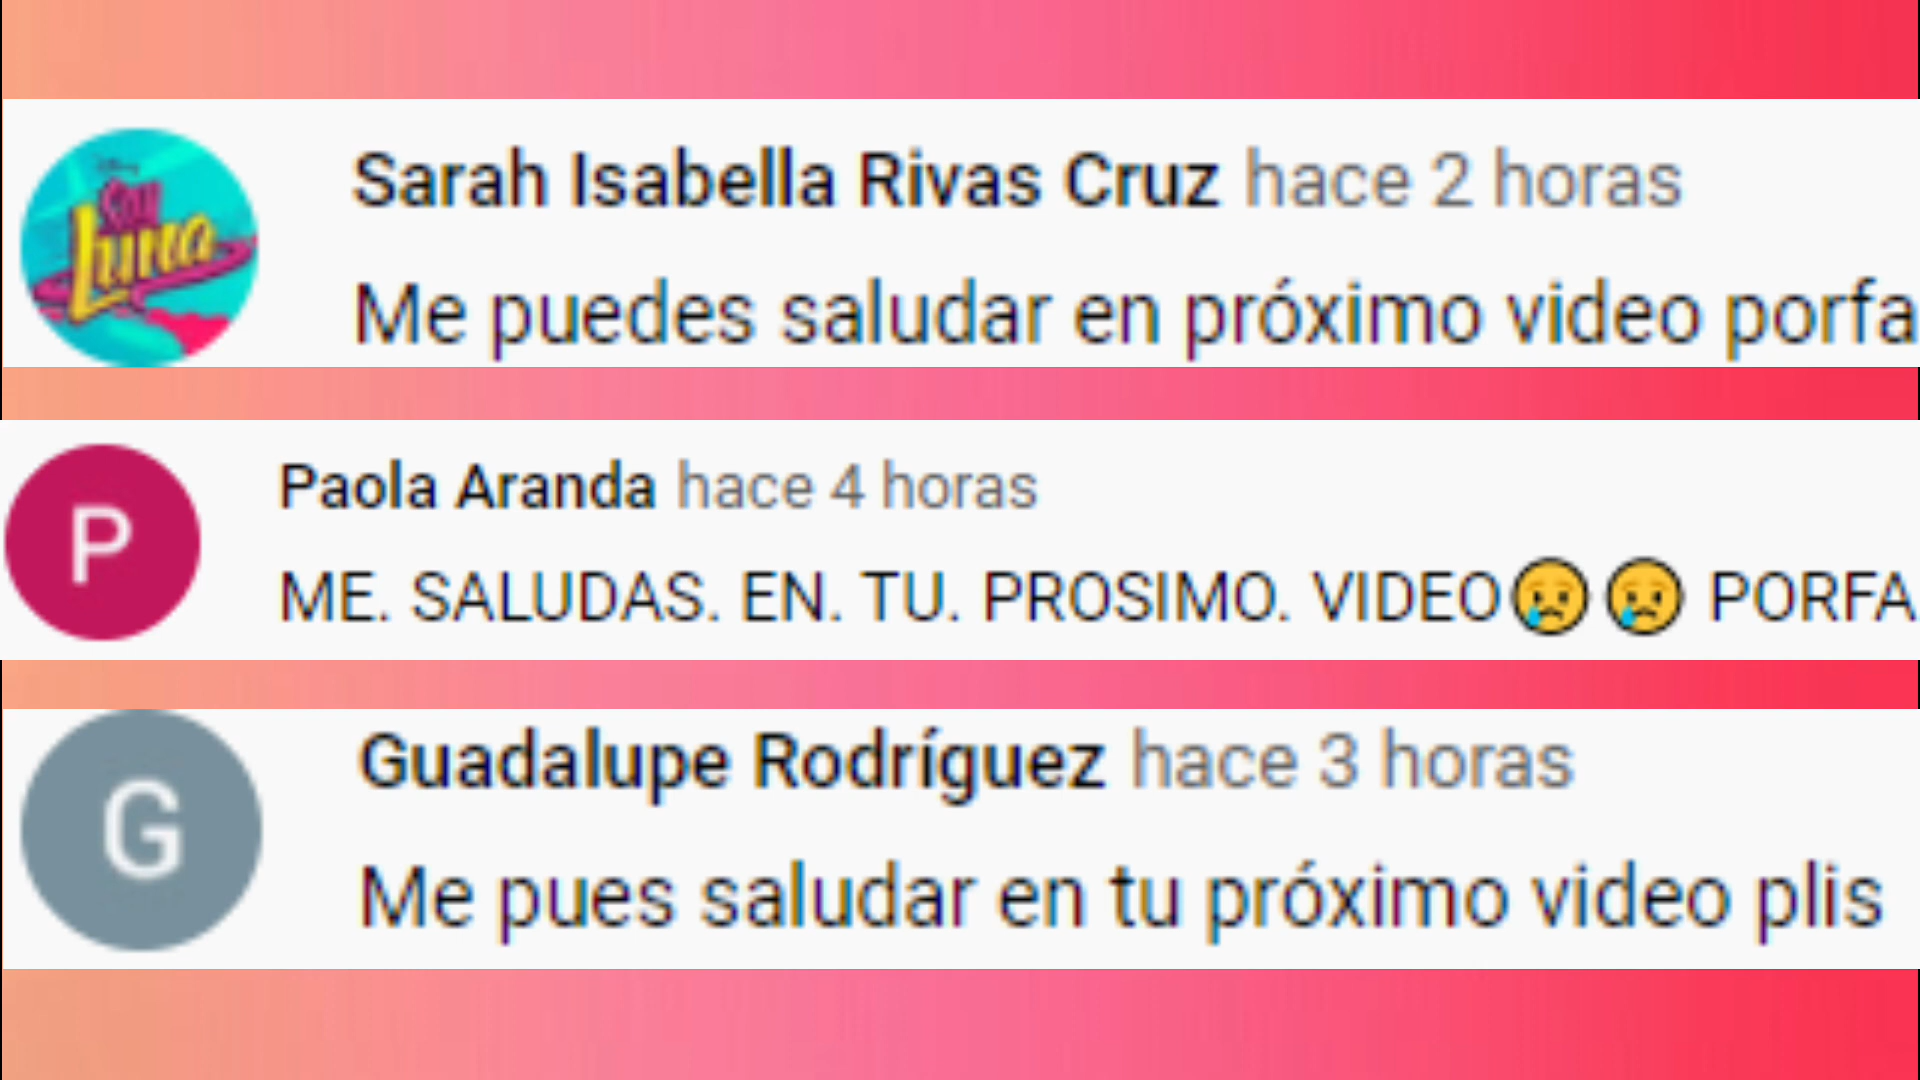 Soy
Luna
Sarah Isabella Rivas Cruz hace 2 horas
Me puedes saludar en próximo video porfa
P
Paola Aranda hace 4 horas
ME. SALUDAS. EN. TU. PROSIMO. VIDEO😢😢 PORFA
G
Guadalupe Rodríguez hace 3 horas
Me pues saludar en tu próximo video plis